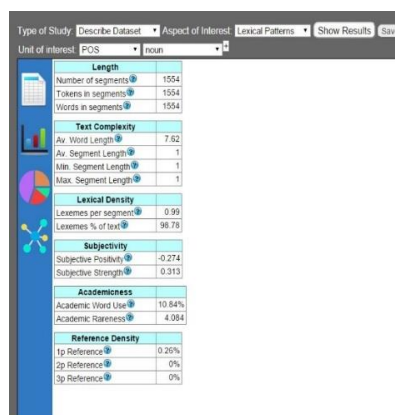 Type of Study: Describe Dataset Aspect of Interest: Lexical Patterns Show Results Sav
Unit of interest: POS noun +
Length
Number of segments 1554
Tokens in segments 1554
Words in segments 1554
Text Complexity
Av. Word Length 7.62
Av. Segment Length 1
Min. Segment Length 1
Max. Segment Length 1
Lexical Density
Lexemes per segment 0.99
Lexemes % of text 98.78
Subjectivity
Subjective Positivity -0.274
Subjective Strength 0.313
Academicness
Academic Word Use 10.84%
Academic Rareness 4.084
Reference Density
1p Reference 0.26%
2p Reference 0%
3p Reference 0%